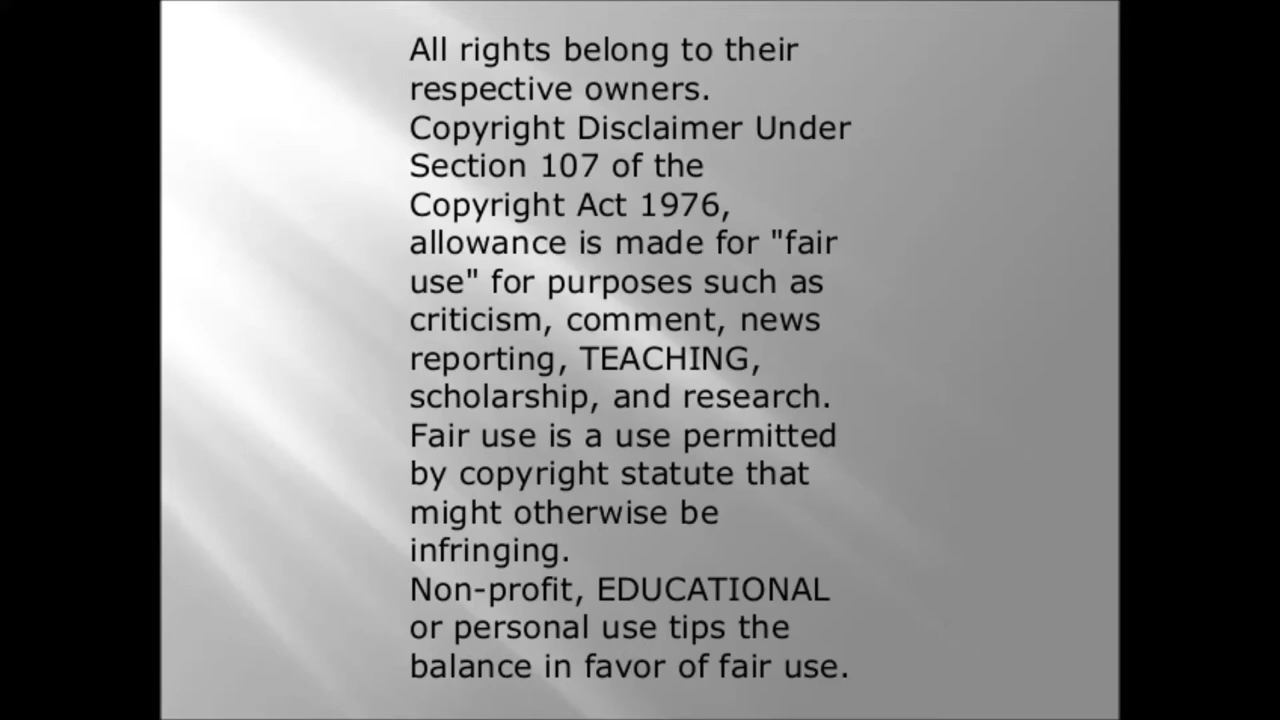 All rights belong to their
respective owners.
Copyright Disclaimer Under
Section 107 of the
Copyright Act 1976,
allowance is made for "fair
use" for purposes such as
criticism, comment, news
reporting, TEACHING,
scholarship, and research.
Fair use is a use permitted
by copyright statute that
might otherwise be
infringing.
Non-profit, EDUCATIONAL
or personal use tips the
balance in favor of fair use.